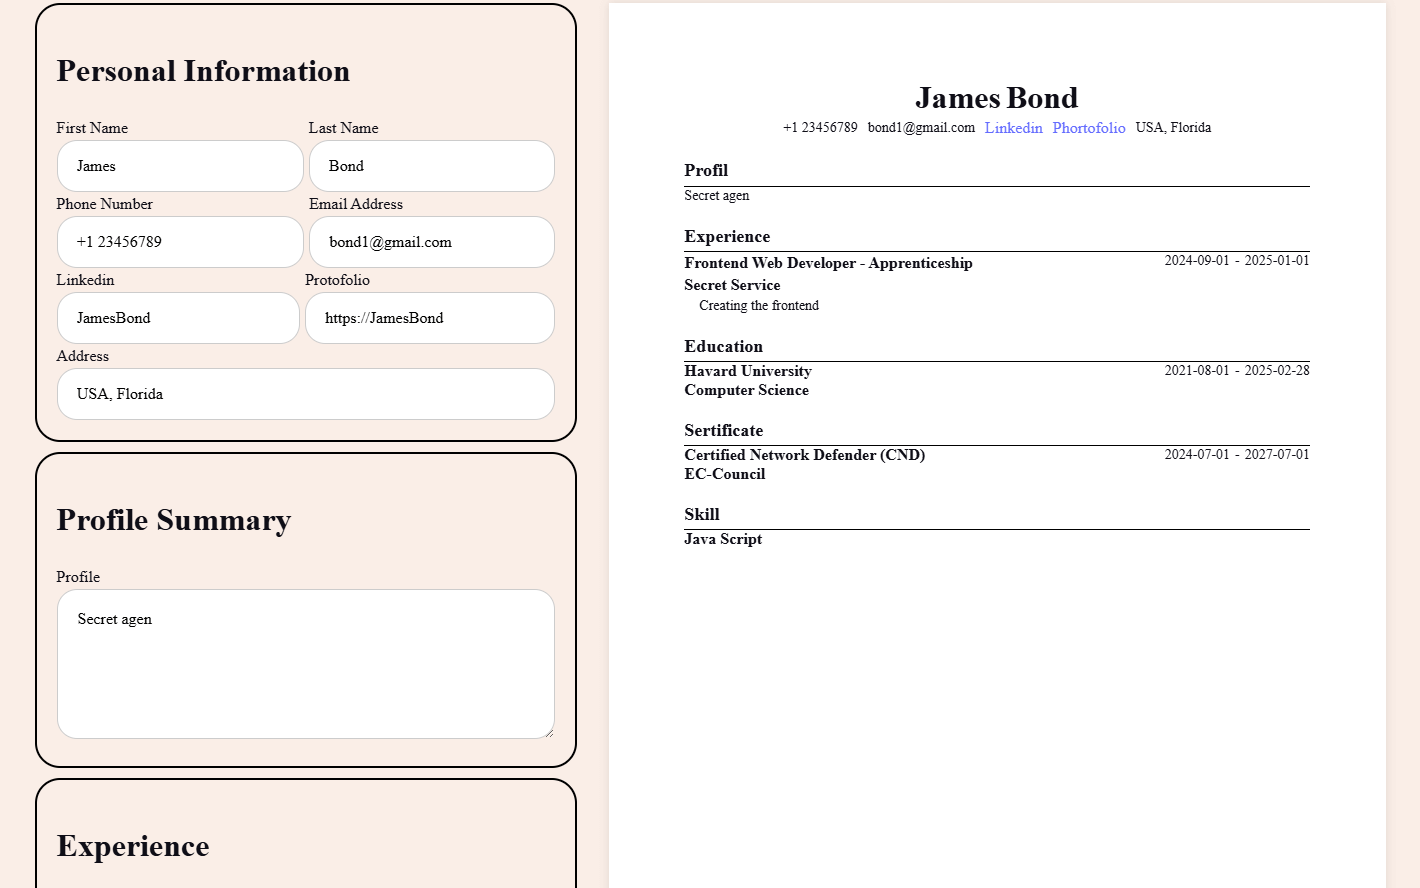 Personal Information
First Name Last Name
James Bond
Phone Number Email Address
+1 23456789 bond1@gmail.com
Linkedin Protofolio
JamesBond https://JamesBond
Address
USA, Florida
Profile Summary
Profile
Secret agen
Experience
James Bond
+1 23456789 bond1@gmail.com Linkedin Phortofolio USA, Florida
Profil
Secret agen
Experience
Frontend Web Developer - Apprenticeship 2024-09-01 - 2025-01-01
Secret Service
Creating the frontend
Education
Havard University 2021-08-01 - 2025-02-28
Computer Science
Sertificate
Certified Network Defender (CND) 2024-07-01 - 2027-07-01
EC-Council
Skill
Java Script